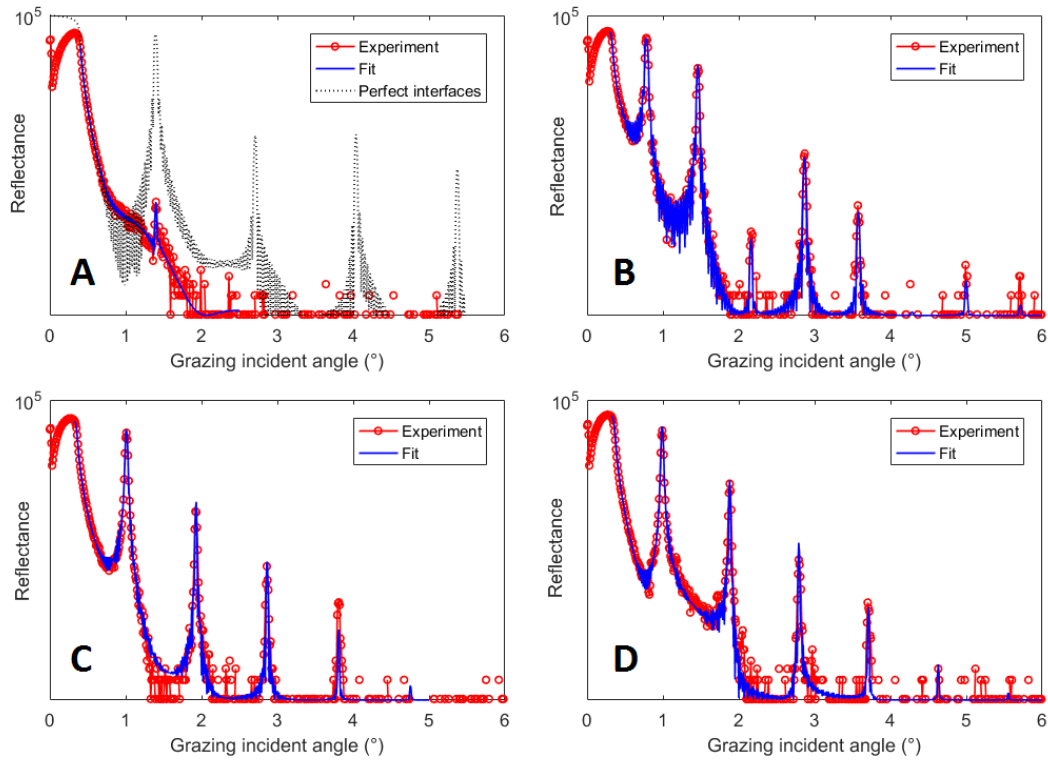 10^5
Reflectance
Experiment
Fit
Perfect interfaces
A
0 1 2 3 4 5 6
Grazing incident angle (°)
10^5
Reflectance
Experiment
Fit
B
0 1 2 3 4 5 6
Grazing incident angle (°)
10^5
Reflectance
Experiment
Fit
C
0 1 2 3 4 5 6
Grazing incident angle (°)
10^5
Reflectance
Experiment
Fit
D
0 1 2 3 4 5 6
Grazing incident angle (°)